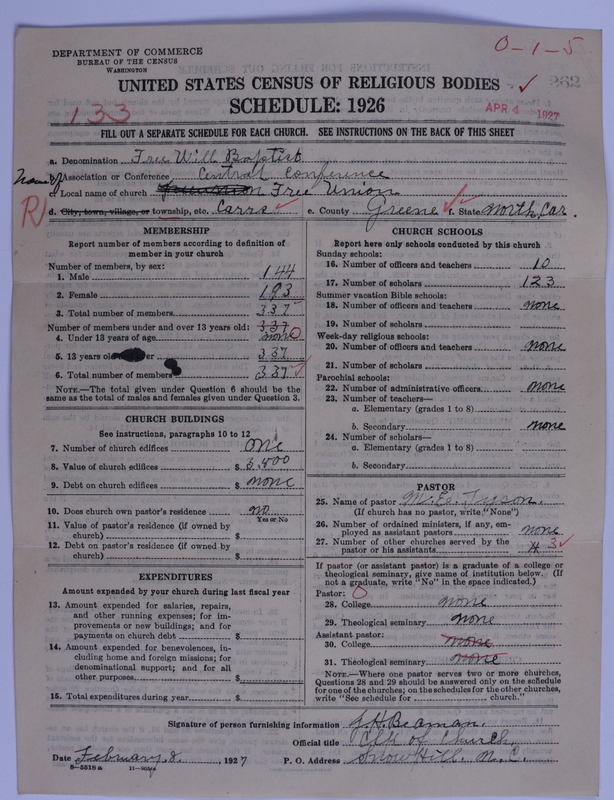 DEPARTMENT OF COMMERCE
BUREAU OF THE CENSUS
WASHINGTON
0-1-5
UNITED STATES CENSUS OF RELIGIOUS BODIES
262
SCHEDULE: 1926
133
APR 4 1927
FILL OUT A SEPARATE SCHEDULE FOR EACH CHURCH. SEE INSTRUCTIONS ON THE BACK OF THIS SHEET
a. Denomination Free Will Baptist
b. Association or Conference Central Conference
Name of
c. Local name of church Free Union
R
d. City, town, village, or township, etc. Carrs e. County Greene f. State North, Car.
MEMBERSHIP
Report number of members according to definition of member in your church
Number of members, by sex:
1. Male 144
2. Female 193
3. Total number of members 337
Number of members under and over 13 years old: 337
4. Under 13 years of age none 0
5. 13 years old er 337
6. Total number of members 337
NOTE.—The total given under Question 6 should be the same as the total of males and females given under Question 3.
CHURCH BUILDINGS
See instructions, paragraphs 10 to 12
7. Number of church edifices one
8. Value of church edifices $ 3,400
9. Debt on church edifices $ none
10. Does church own pastor's residence no
Yes or No
11. Value of pastor's residence (if owned by church) $
12. Debt on pastor's residence (if owned by church) $
EXPENDITURES
Amount expended by your church during last fiscal year
13. Amount expended for salaries, repairs, and other running expenses; for improvements or new buildings; and for payments on church debt $
14. Amount expended for benevolences, including home and foreign missions; for denominational support; and for all other purposes $
15. Total expenditures during year $
CHURCH SCHOOLS
Report here only schools conducted by this church
Sunday schools:
16. Number of officers and teachers 10
17. Number of scholars 123
Summer vacation Bible schools:
18. Number of officers and teachers none
19. Number of scholars
Week-day religious schools:
20. Number of officers and teachers none
21. Number of scholars
Parochial schools:
22. Number of administrative officers none
23. Number of teachers—
a. Elementary (grades 1 to 8)
b. Secondary none
24. Number of scholars—
a. Elementary (grades 1 to 8)
b. Secondary
PASTOR
25. Name of pastor M. E. Tyson.
(If church has no pastor, write "None")
26. Number of ordained ministers, if any, employed as assistant pastors none
27. Number of other churches served by the pastor or his assistants 3
If pastor (or assistant pastor) is a graduate of a college or theological seminary, give name of institution below. (If not a graduate, write "No" in the space indicated.)
Pastor: 0
28. College none
29. Theological seminary none
Assistant pastor:
30. College none
31. Theological seminary none
NOTE.—Where one pastor serves two or more churches, Questions 28 and 29 should be answered only on the schedule for one of the churches; on the schedules for the other churches, write "See schedule for church."
Signature of person furnishing information J. H. Beaman.
Official title Clk of Church,
Date February 8, 1927 P. O. Address Snow Hill, N. C.
8—5518 a